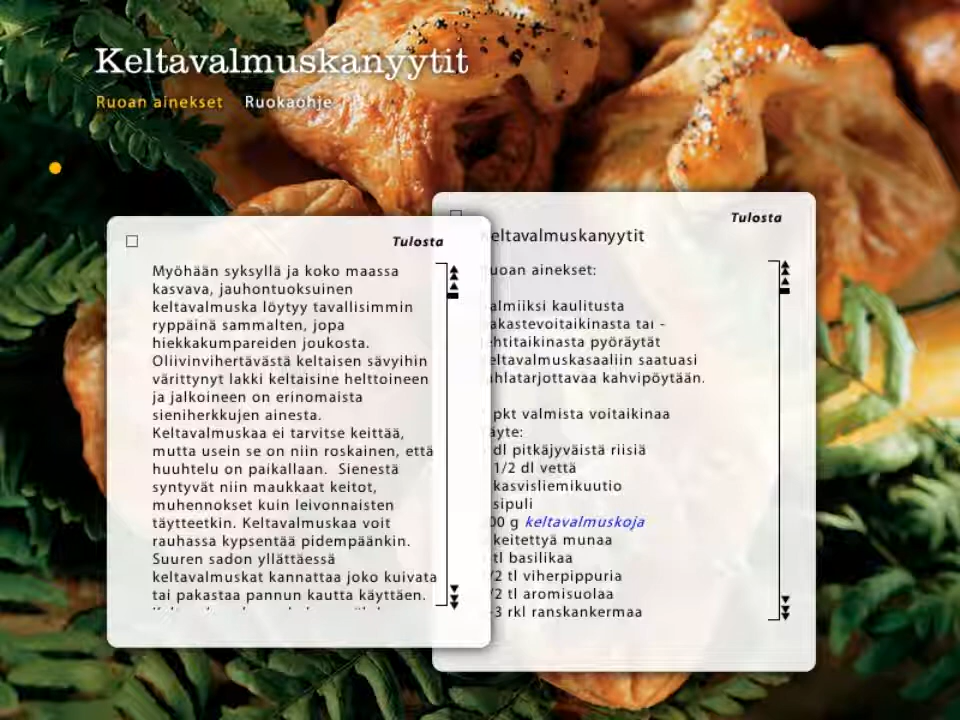 Keltavalmuskanyytit
Ruoan ainekset Ruokaohje
Tulosta
Myöhään syksyllä ja koko maassa
kasvava, jauhontuoksuinen
keltavalmuska löytyy tavallisimmin
ryppäinä sammalten, jopa
hiekkakumpareiden joukosta.
Oliivinvihertävästä keltaisen sävyihin
värittynyt lakki keltaisine helttoineen
ja jalkoineen on erinomaista
sieniherkkujen ainesta.
Keltavalmuskaa ei tarvitse keittää,
mutta usein se on niin roskainen, että
huuhtelu on paikallaan. Sienestä
syntyvät niin maukkaat keitot,
muhennokset kuin leivonnaisten
täytteetkin. Keltavalmuskaa voit
rauhassa kypsentää pidempäänkin.
Suuren sadon yllättäessä
keltavalmuskat kannattaa joko kuivata
tai pakastaa pannun kautta käyttäen.
Tulosta
eltavalmuskanyytit
uoan ainekset:
almiiksi kaulitusta
akastevoitaikinasta tai -
ehtitaikinasta pyöräytät
eltavalmuskasaaliin saatuasi
uhlatarjottavaa kahvipöytään.
pkt valmista voitaikinaa
äyte:
dl pitkäjyväistä riisiä
1/2 dl vettä
kasvisliemikuutio
sipuli
00 g keltavalmuskoja
keitettyä munaa
tl basilikaa
/2 tl viherpippuria
/2 tl aromisuolaa
-3 rkl ranskankermaa